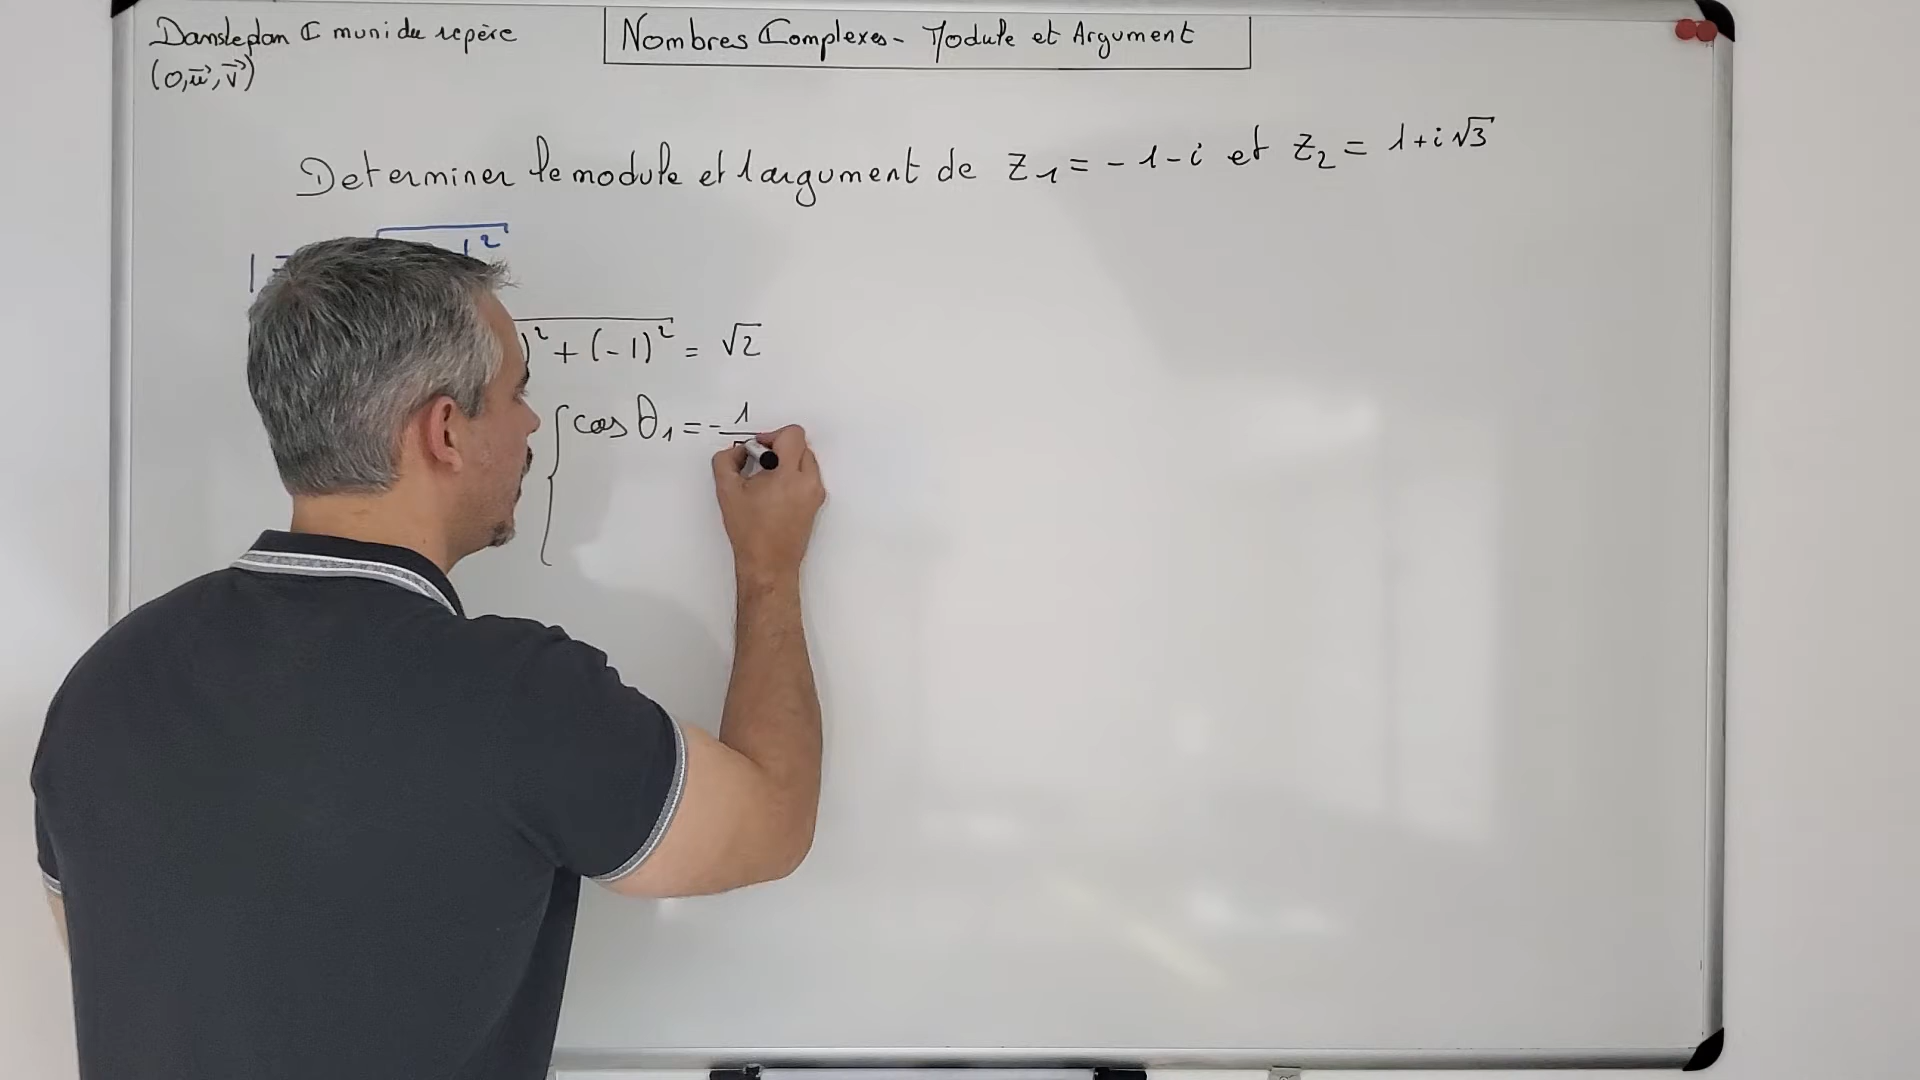 Dans le plan ℂ muni du repère
(O, u⃗, v⃗)
Nombres Complexes - Module et Argument
Determiner le module et l'argument de z₁ = -1-i et z₂ = 1+i√3
)² + (-1)² = √2
{ cos θ₁ = - 1